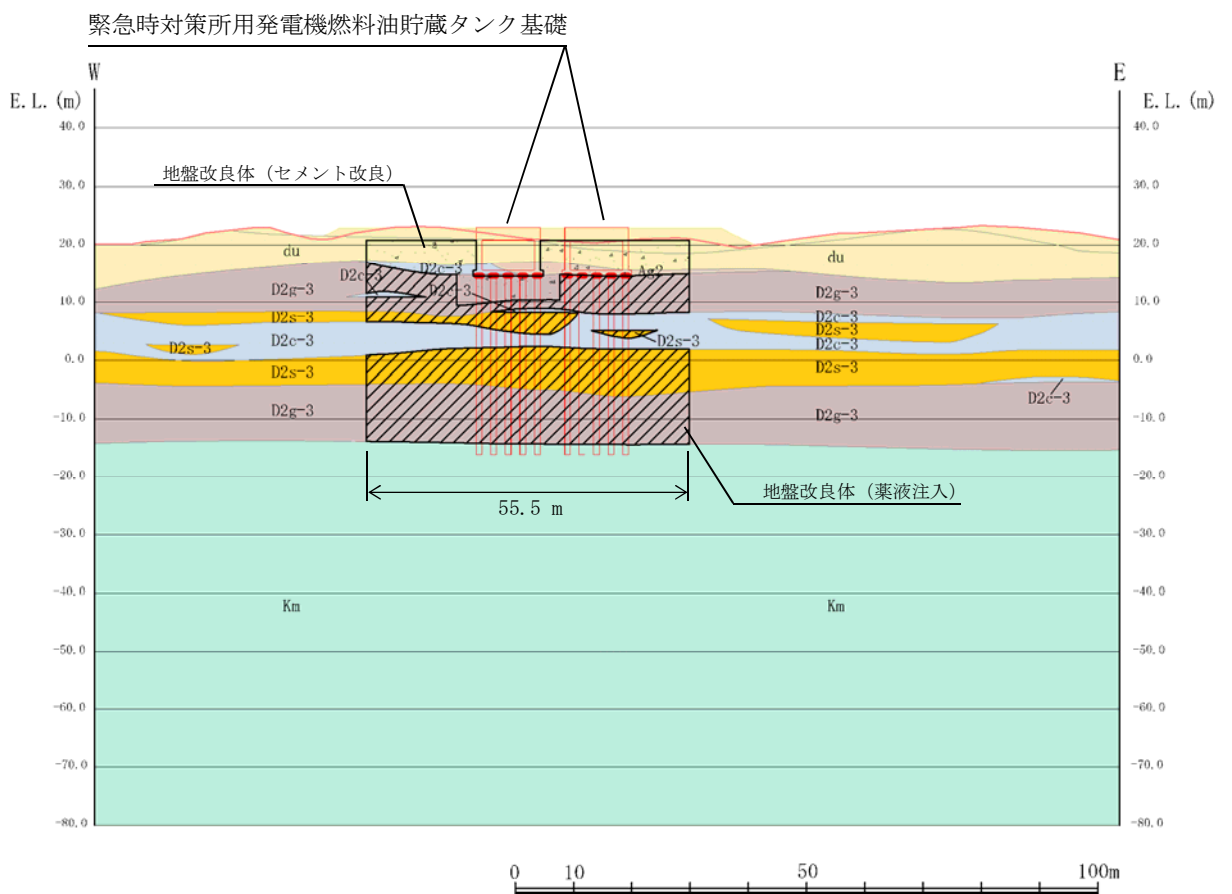 緊急時対策所用発電機燃料油貯蔵タンク基礎
W
E
E.L.(m)
E.L.(m)
40.0
40.0
地盤改良体（セメント改良）
30.0
30.0
20.0
20.0
du
du
D2c-3
D2c-3
Ag2
D2g-3
D2c-3
D2g-3
10.0
10.0
D2s-3
D2c-3
D2s-3
D2s-3
D2c-3
D2s-3
D2c-3
0.0
0.0
D2s-3
D2s-3
D2c-3
D2g-3
D2g-3
-10.0
-10.0
-20.0
-20.0
地盤改良体（薬液注入）
55.5 m
-30.0
-30.0
-40.0
-40.0
Km
Km
-50.0
-50.0
-60.0
-60.0
-70.0
-70.0
-80.0
-80.0
0 10 50 100m